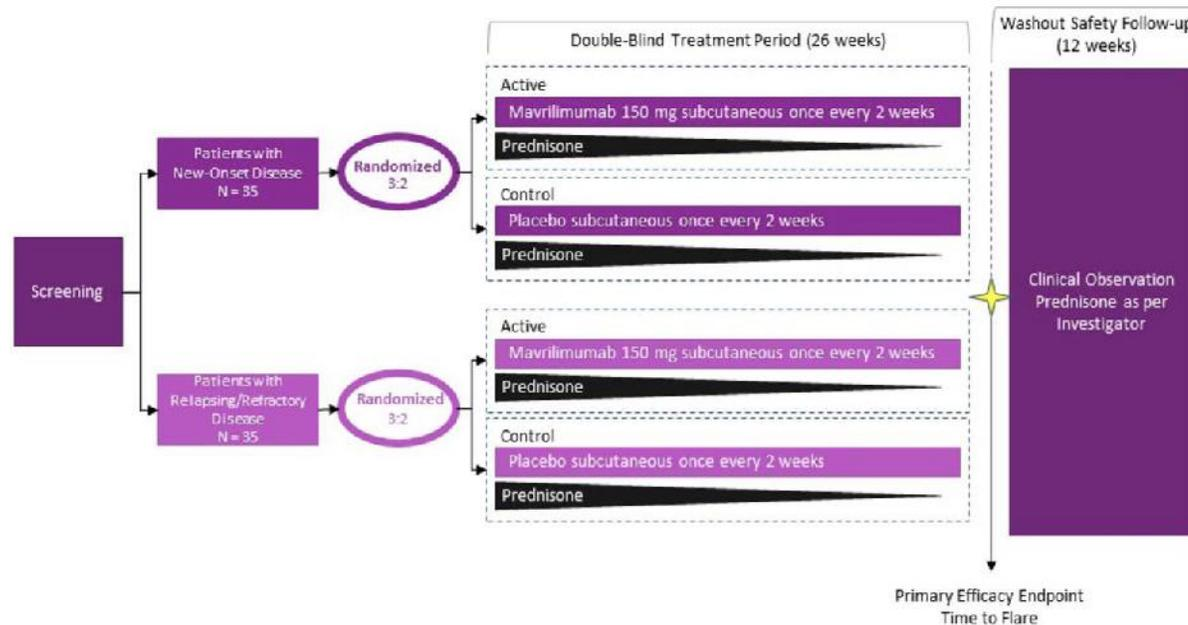 Double-Blind Treatment Period (26 weeks)
Washout Safety Follow-up
(12 weeks)
Screening
Patients with
New-Onset Disease
N = 35
Randomized
3:2
Active
Mavrilimumab 150 mg subcutaneous once every 2 weeks
Prednisone
Control
Placebo subcutaneous once every 2 weeks
Prednisone
Patients with
Relapsing/Refractory
Disease
N = 35
Randomized
3:2
Active
Mavrilimumab 150 mg subcutaneous once every 2 weeks
Prednisone
Control
Placebo subcutaneous once every 2 weeks
Prednisone
Clinical Observation
Prednisone as per
Investigator
Primary Efficacy Endpoint
Time to Flare